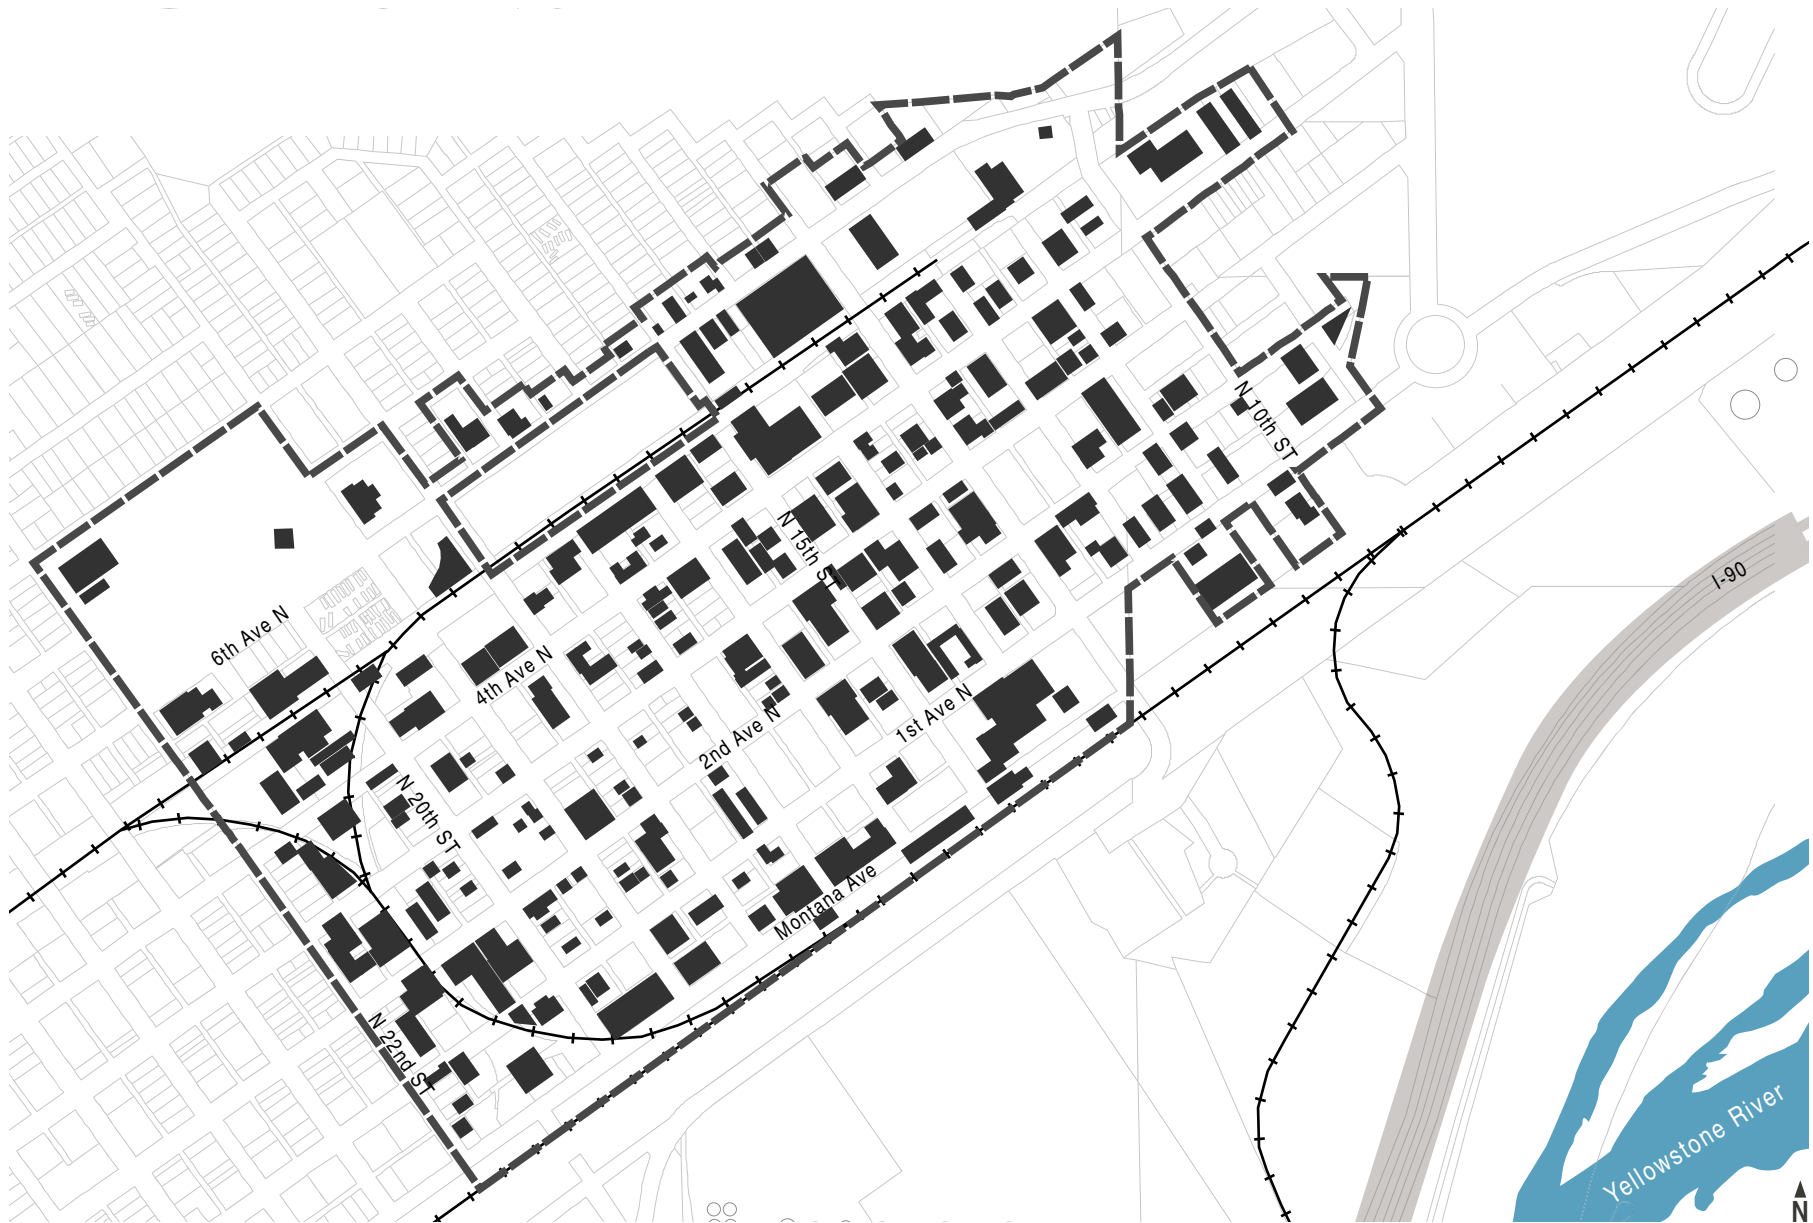 N 10th ST
N 15th ST
I-90
6th Ave N
4th Ave N
2nd Ave N
1st Ave N
N 20th ST
Montana Ave
N 22nd ST
Yellowstone River
N